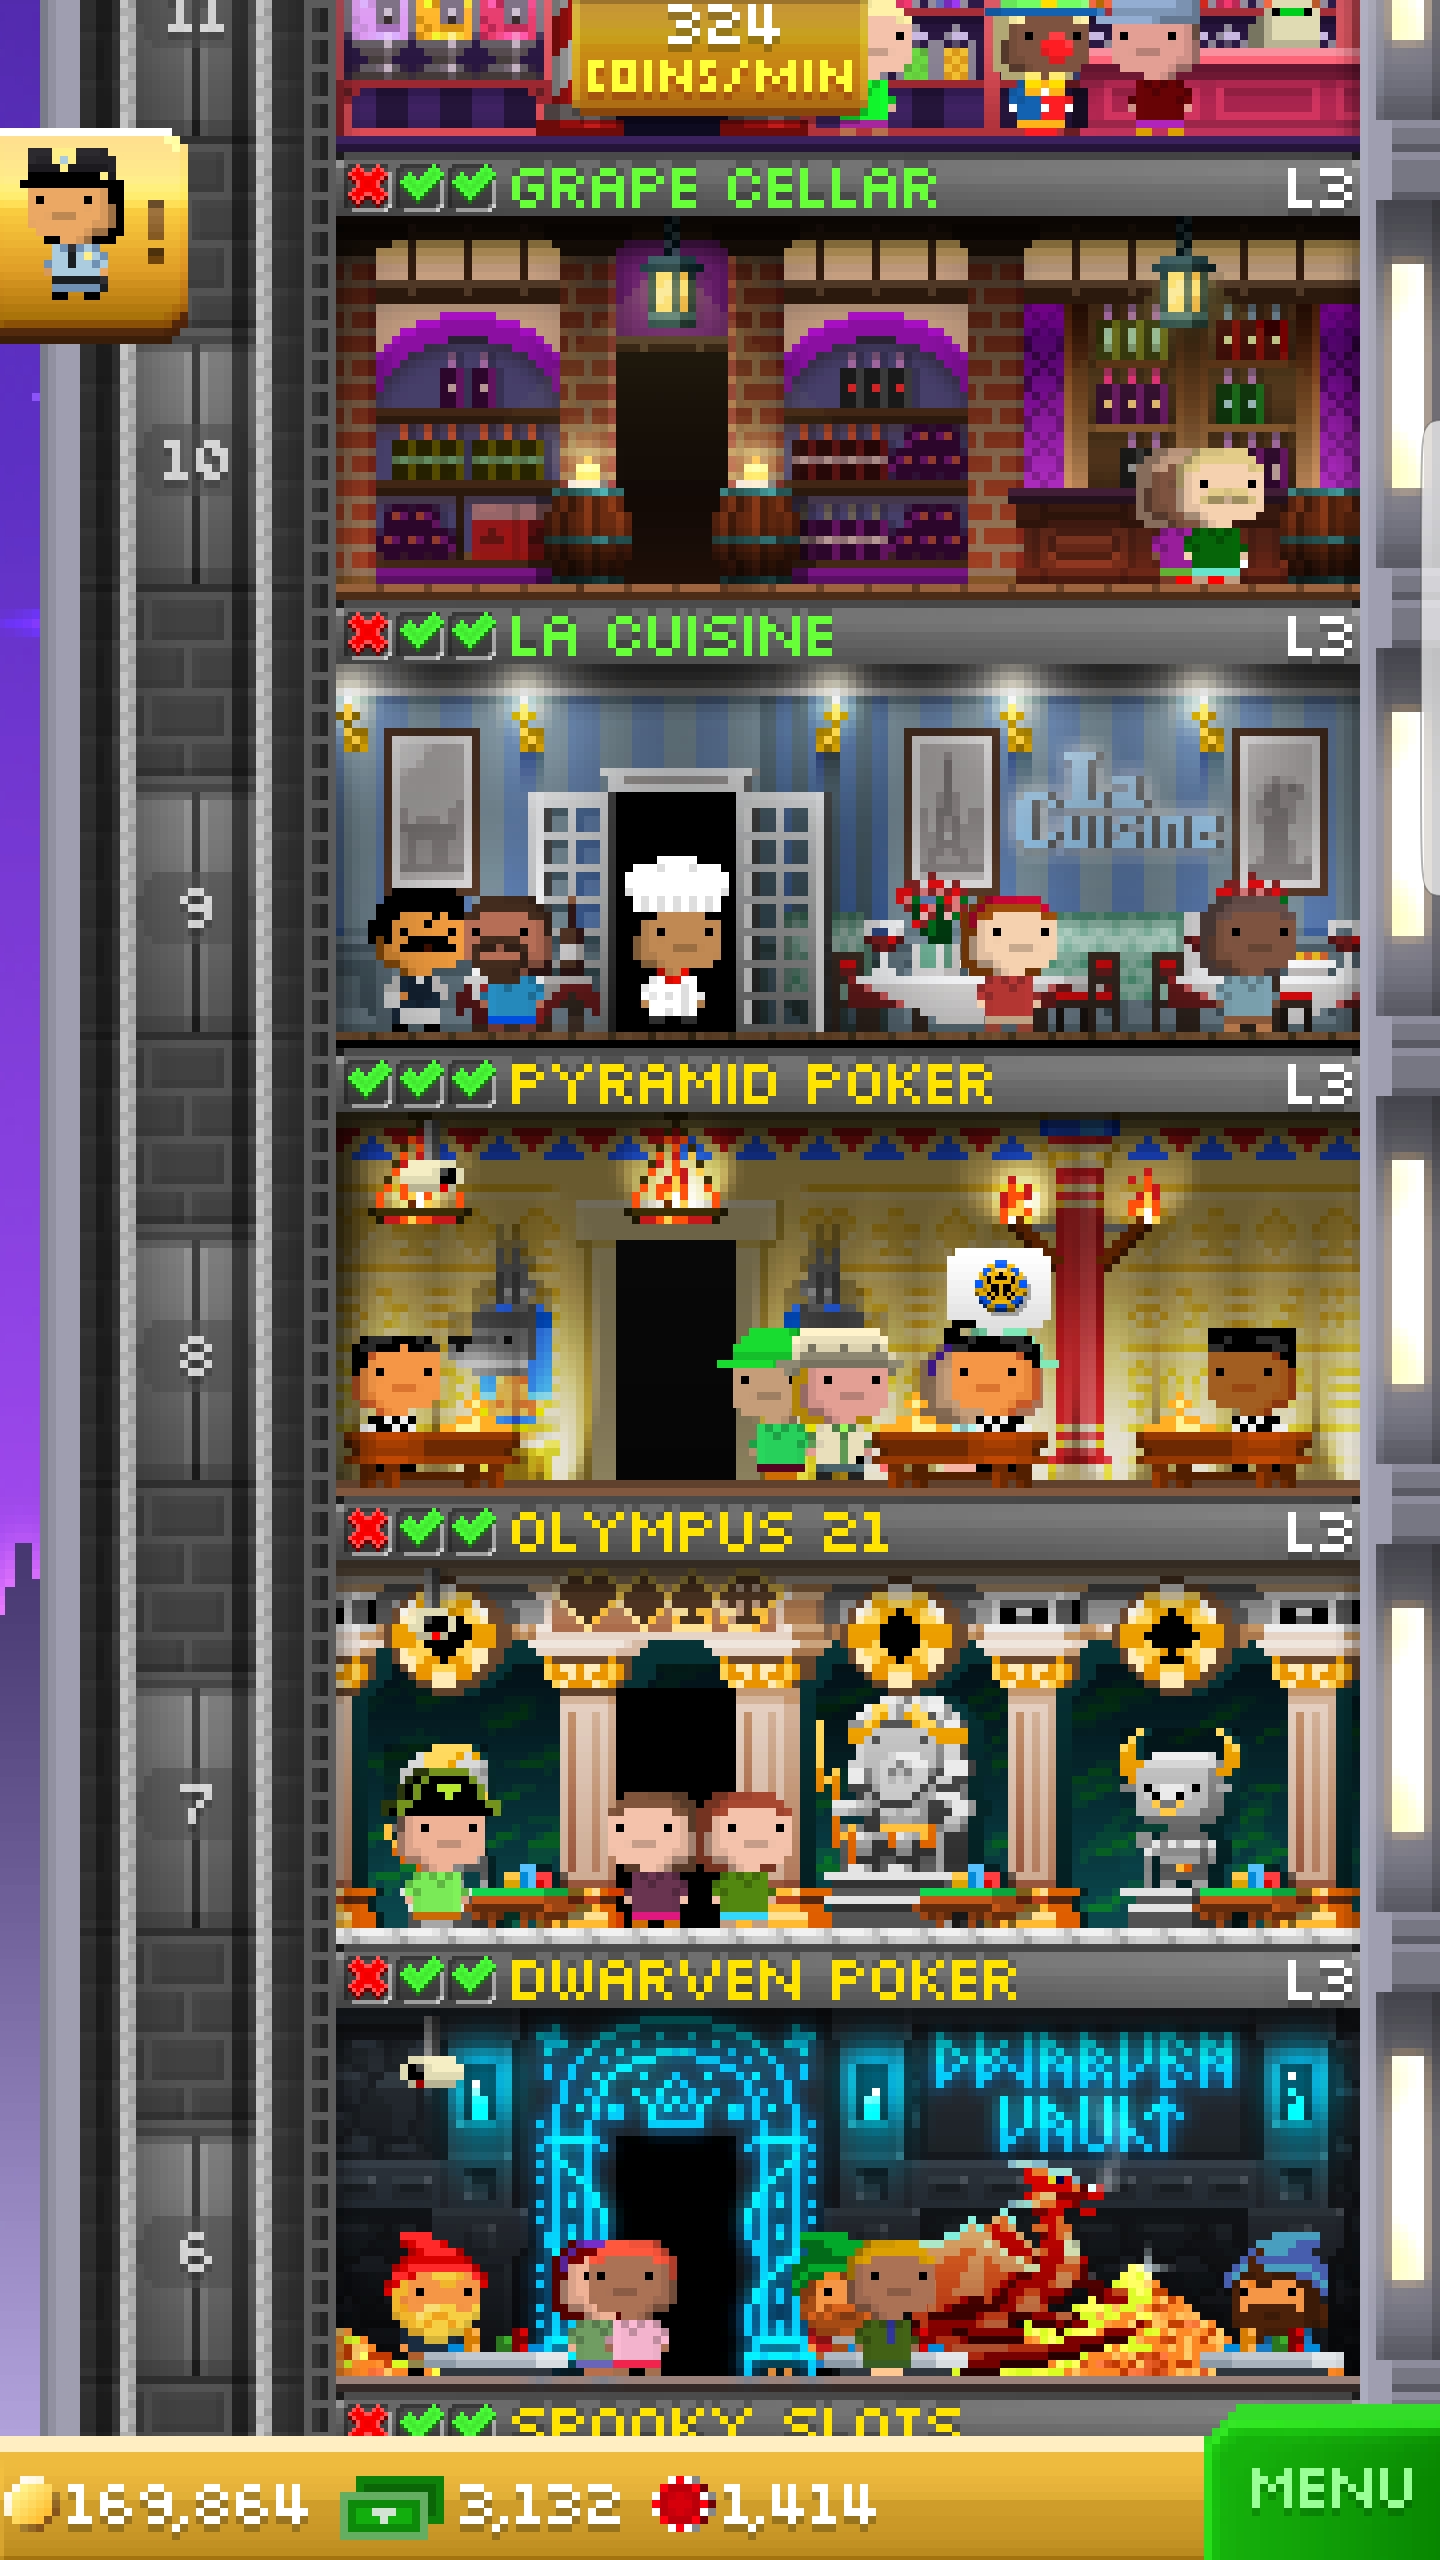 11
324
COINS/MIN
GRAPE CELLAR L3
!
10
LA CUISINE L3
La
Cuisine
9
PYRAMID POKER L3
8
OLYMPUS 21 L3
7
DWARVEN POKER L3
DWARVEN
VAULT
6
SPOOKY SLOTS
169,864 3,132 1,414 MENU